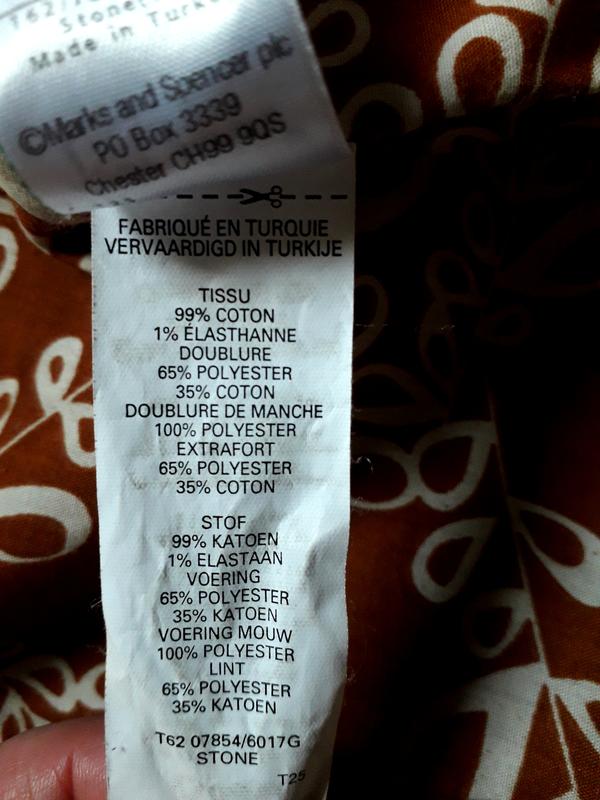 Made in Turk
©Marks and Spencer plc
PO Box 3339
Chester CH99 9QS
FABRIQUÉ EN TURQUIE
VERVAARDIGD IN TURKIJE
TISSU
99% COTON
1% ÉLASTHANNE
DOUBLURE
65% POLYESTER
35% COTON
DOUBLURE DE MANCHE
100% POLYESTER
EXTRAFORT
65% POLYESTER
35% COTON
STOF
99% KATOEN
1% ELASTAAN
VOERING
65% POLYESTER
35% KATOEN
VOERING MOUW
100% POLYESTER
LINT
65% POLYESTER
35% KATOEN
T62 07854/6017G
STONE
T25